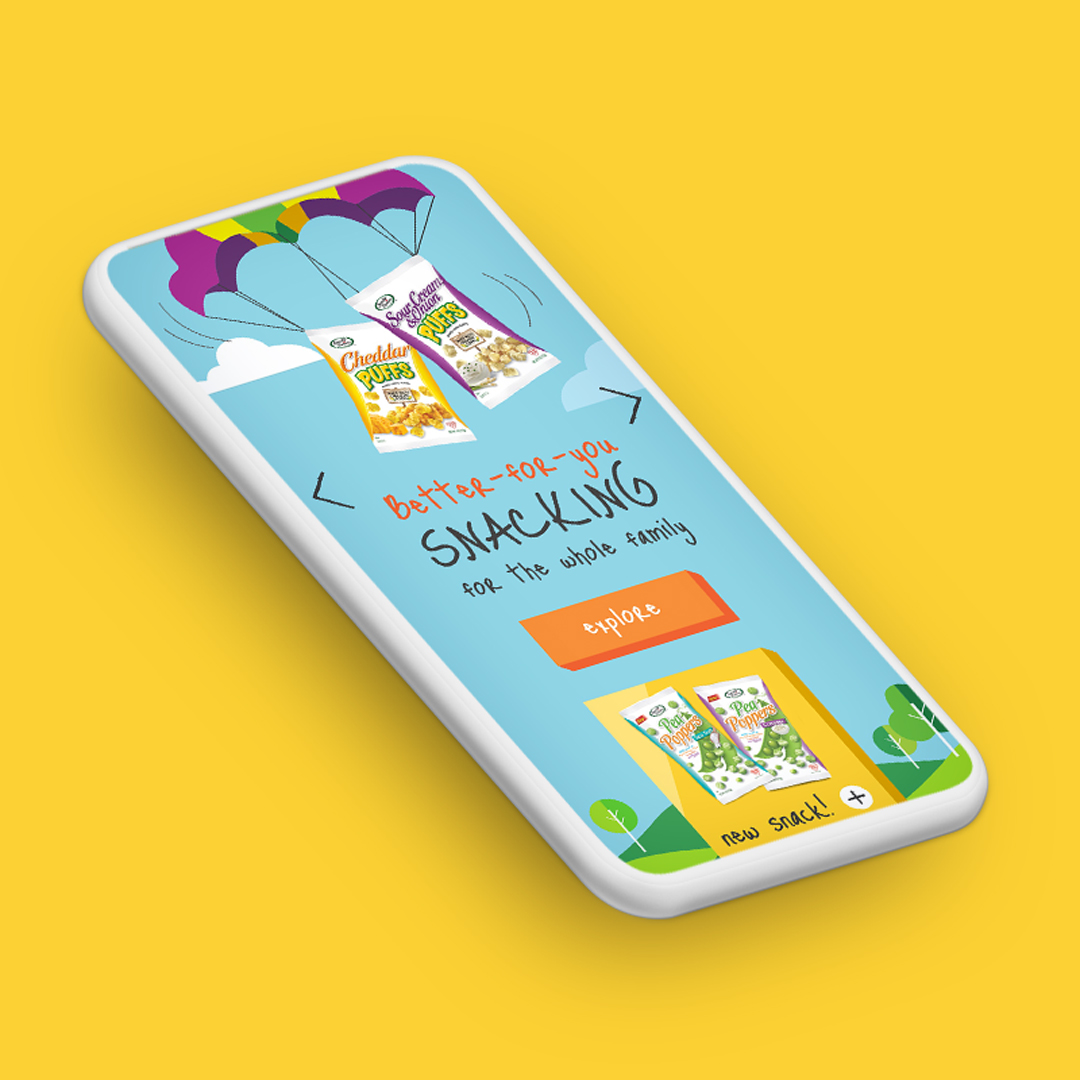 Sour Cream
& Onion
PUFFS
Cheddar
PUFFS
Better-for-you
SNACKING
for the whole family
explore
Pea
Poppers
Pea
Poppers
new snack!
+